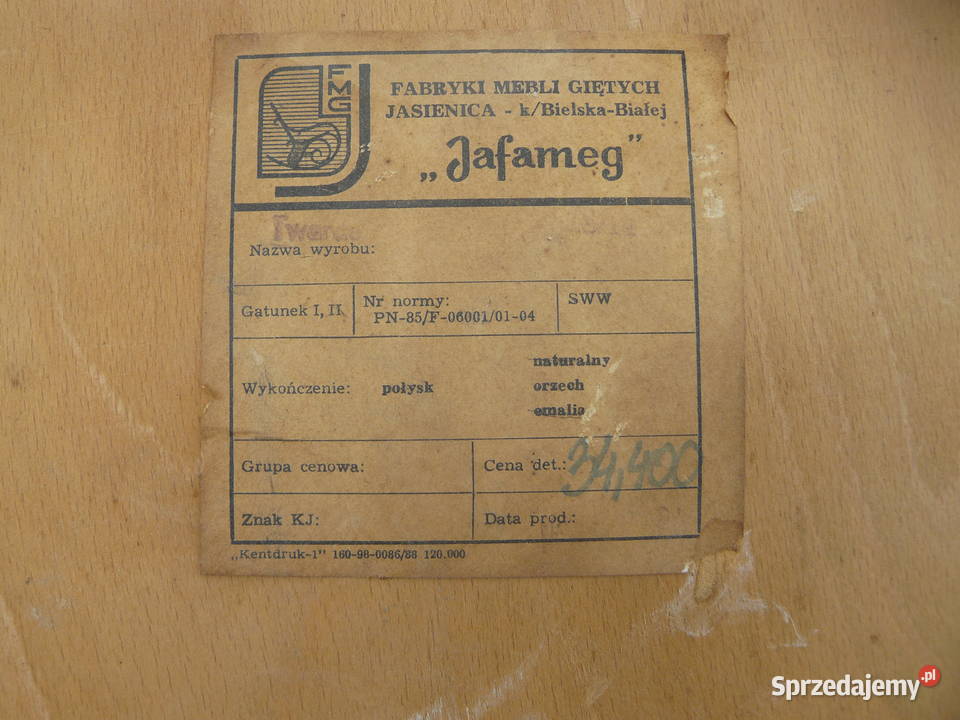 FMG
FABRYKI MEBLI GIĘTYCH
JASIENICA - k/Bielska-Białej
„Jafameg”
Nazwa wyrobu:
Gatunek I, II
Nr normy:
PN-85/F-06001/01-04
SWW
Wykończenie:
połysk
naturalny
orzech
emalia
Grupa cenowa:
Cena det.: 34,400
Znak KJ:
Data prod.:
„Kentdruk-1” 160-98-0086/88 120.000
Sprzedajemy.pl